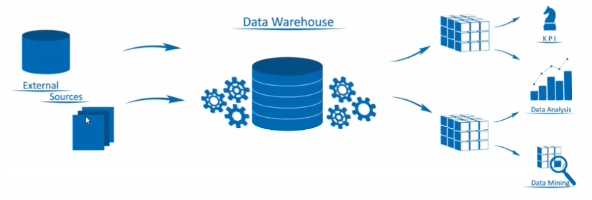 Data Warehouse
External
Sources
KPI
Data Analysis
Data Mining